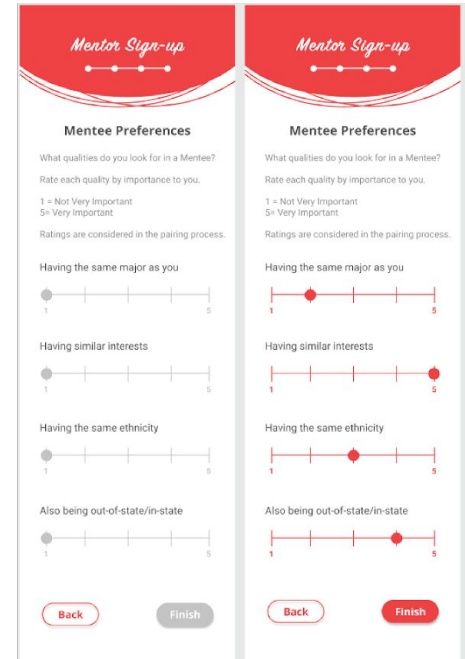 Mentor Sign-up
Mentee Preferences
What qualities do you look for in a Mentee?
Rate each quality by importance to you.
1 = Not Very Important
5= Very Important
Ratings are considered in the pairing process.
Having the same major as you
1 5
Having similar interests
1 5
Having the same ethnicity
1 5
Also being out-of-state/in-state
1 5
Back Finish
Mentor Sign-up
Mentee Preferences
What qualities do you look for in a Mentee?
Rate each quality by importance to you.
1 = Not Very Important
5= Very Important
Ratings are considered in the pairing process.
Having the same major as you
1 5
Having similar interests
1 5
Having the same ethnicity
1 5
Also being out-of-state/in-state
1 5
Back Finish